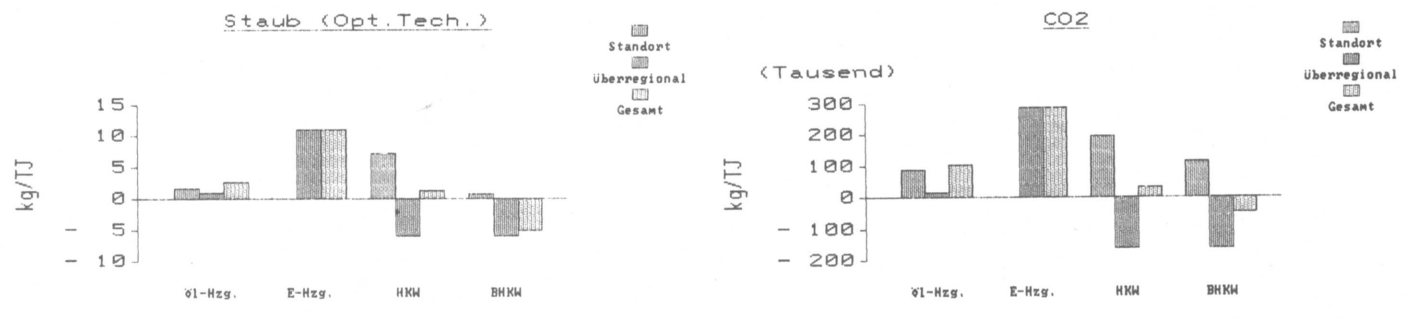 Staub (Opt.Tech.)
Standort
überregional
Gesamt
15
10
5
0
- 5
- 10
kg/TJ
öl-Hzg.
E-Hzg.
HKW
BHKW
CO2
Standort
überregional
Gesamt
(Tausend)
300
200
100
0
- 100
- 200
kg/TJ
öl-Hzg.
E-Hzg.
HKW
BHKW